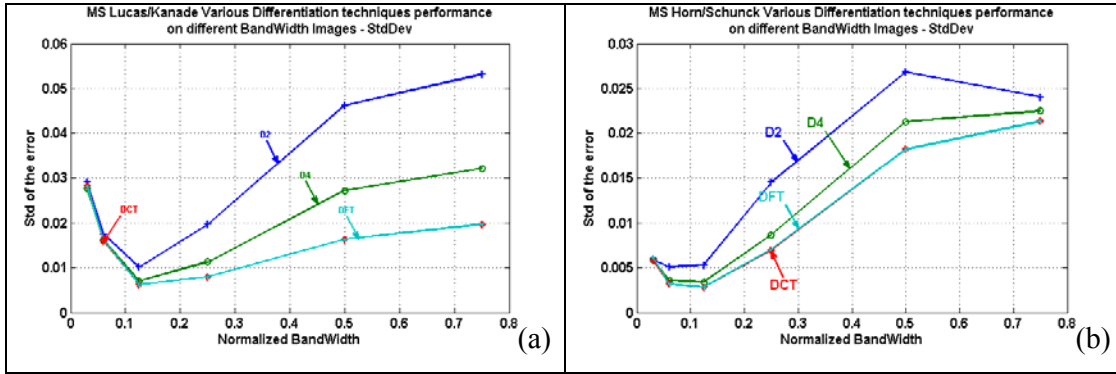 MS Lucas/Kanade Various Differentiation techniques performance
on different BandWidth Images - StdDev
Std of the error
0.06
0.05
0.04
0.03
0.02
0.01
0
D2
D4
DCT
DFT
0 0.1 0.2 0.3 0.4 0.5 0.6 0.7 0.8
Normalized BandWidth
(a)
MS Horn/Schunck Various Differentiation techniques performance
on different BandWidth Images - StdDev
Std of the error
0.03
0.025
0.02
0.015
0.01
0.005
0
D4
D2
DFT
DCT
0 0.1 0.2 0.3 0.4 0.5 0.6 0.7 0.8
Normalized BandWidth
(b)